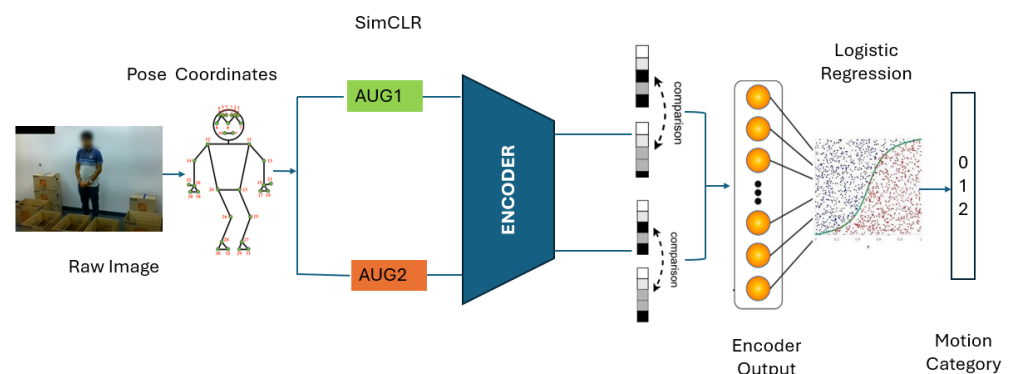 SimCLR
Pose Coordinates
Raw Image
AUG1
AUG2
ENCODER
comparison
comparison
Encoder
Output
Logistic
Regression
0
1
2
Motion
Category